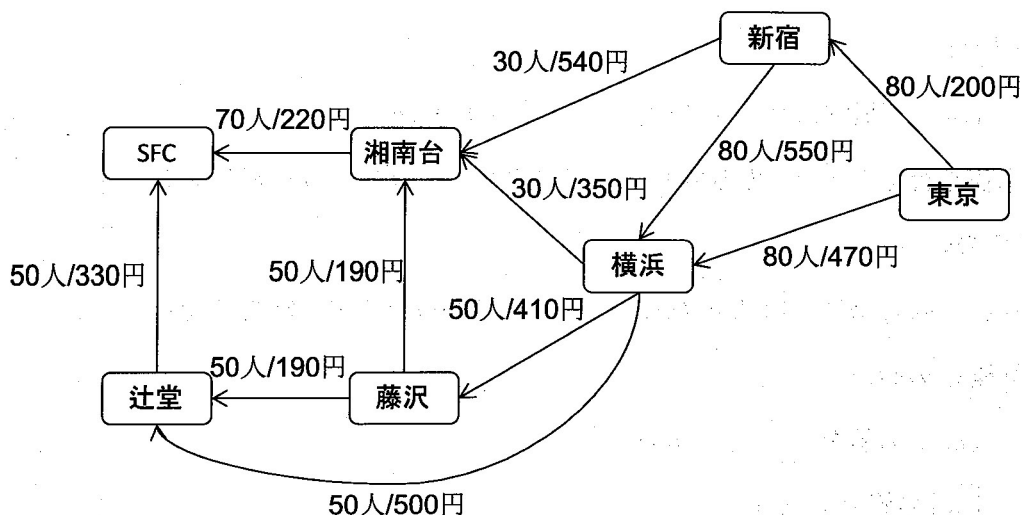 新宿
30人/540円
80人/200円
70人/220円
SFC
湘南台
80人/550円
30人/350円
東京
横浜
80人/470円
50人/330円
50人/190円
50人/410円
50人/190円
辻堂
藤沢
50人/500円